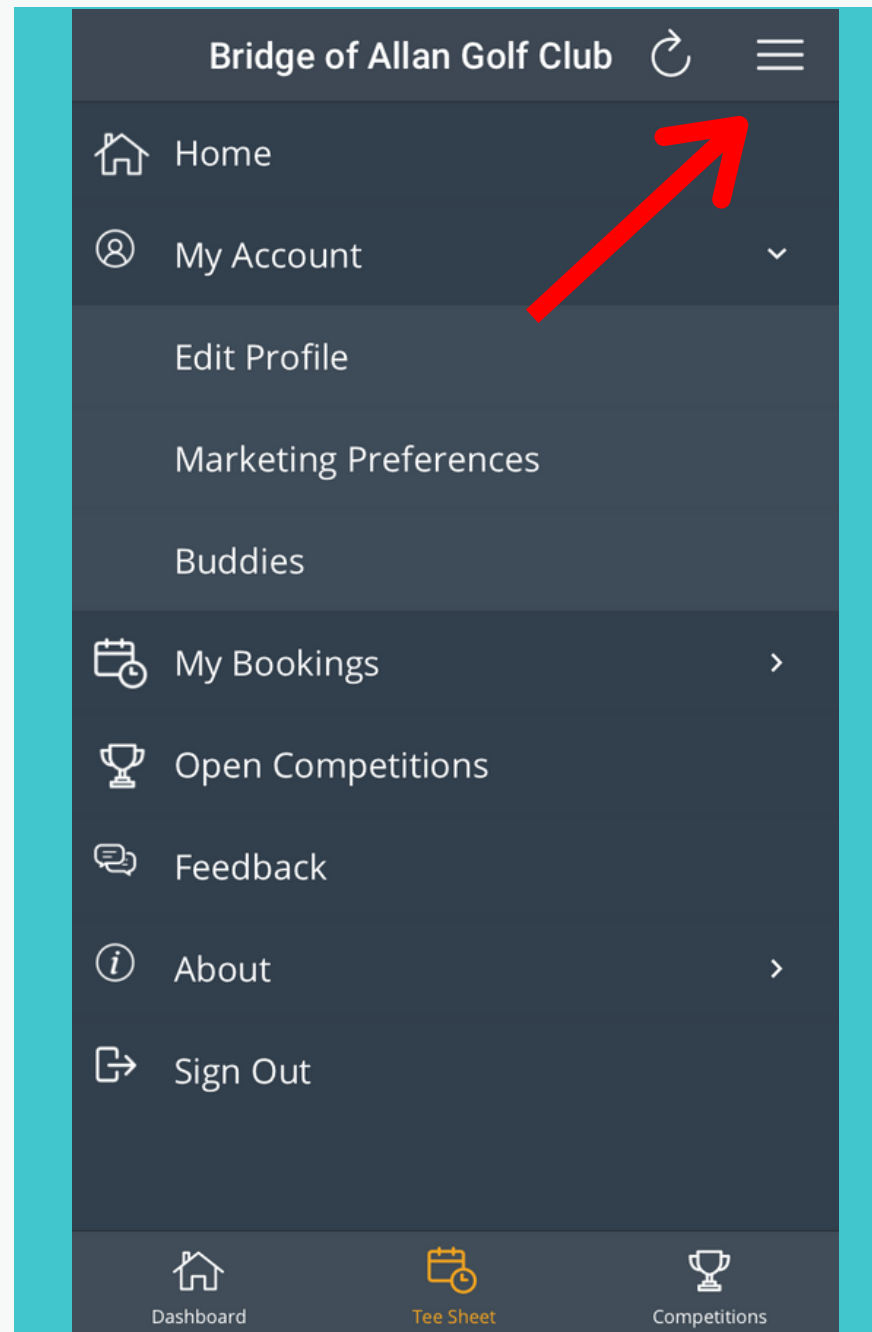 Bridge of Allan Golf Club
Home
My Account
Edit Profile
Marketing Preferences
Buddies
My Bookings
Open Competitions
Feedback
About
Sign Out
Dashboard Tee Sheet Competitions